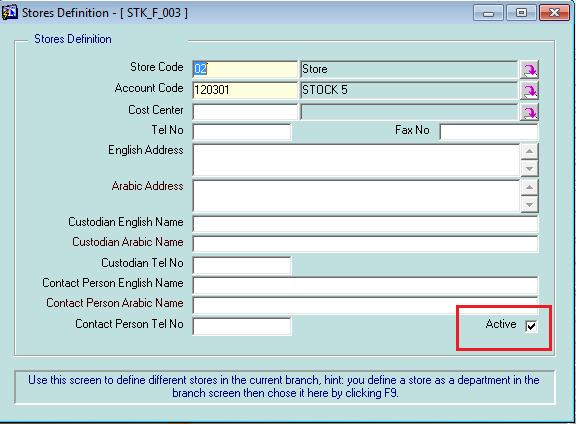 Stores Definition - [ STK_F_003 ]
Stores Definition
Store Code 02 Store
Account Code 120301 STOCK 5
Cost Center
Tel No Fax No
English Address
Arabic Address
Custodian English Name
Custodian Arabic Name
Custodian Tel No
Contact Person English Name
Contact Person Arabic Name
Contact Person Tel No Active
Use this screen to define different stores in the current branch, hint: you define a store as a department in the
branch screen then chose it here by clicking F9.